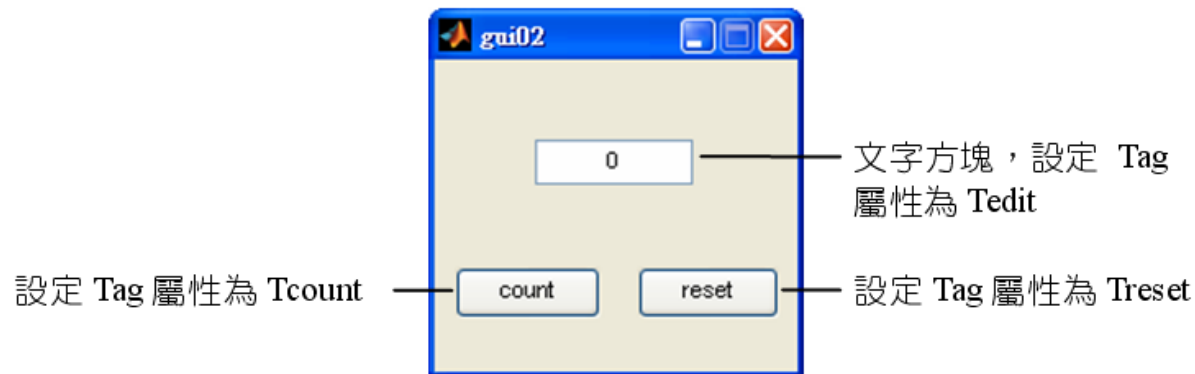 gui02
0
文字方塊，設定 Tag
屬性為 Tedit
設定 Tag 屬性為 Tcount
count
reset
設定 Tag 屬性為 Treset